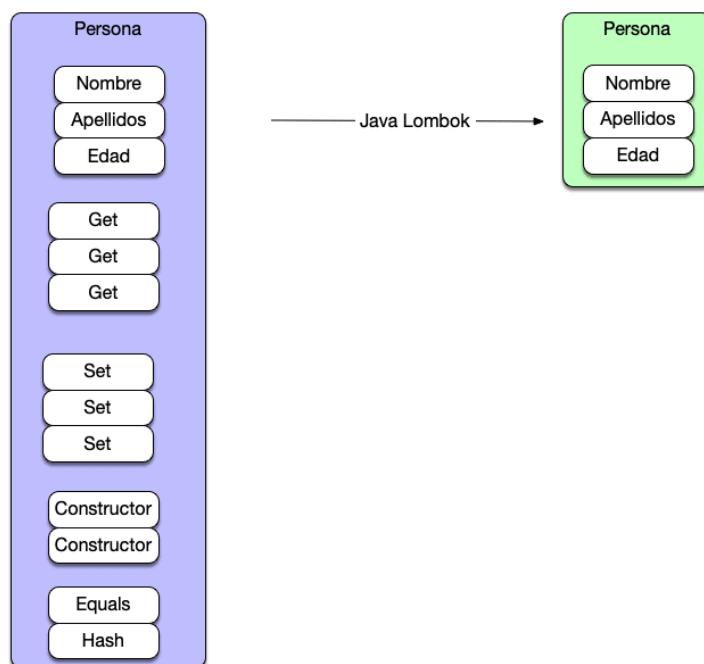 Persona
Nombre
Apellidos
Edad
Get
Get
Get
Set
Set
Set
Constructor
Constructor
Equals
Hash
Java Lombok
Persona
Nombre
Apellidos
Edad